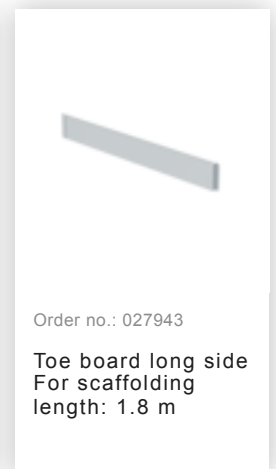 Order no.: 027943
Toe board long side
For scaffolding
length: 1.8 m